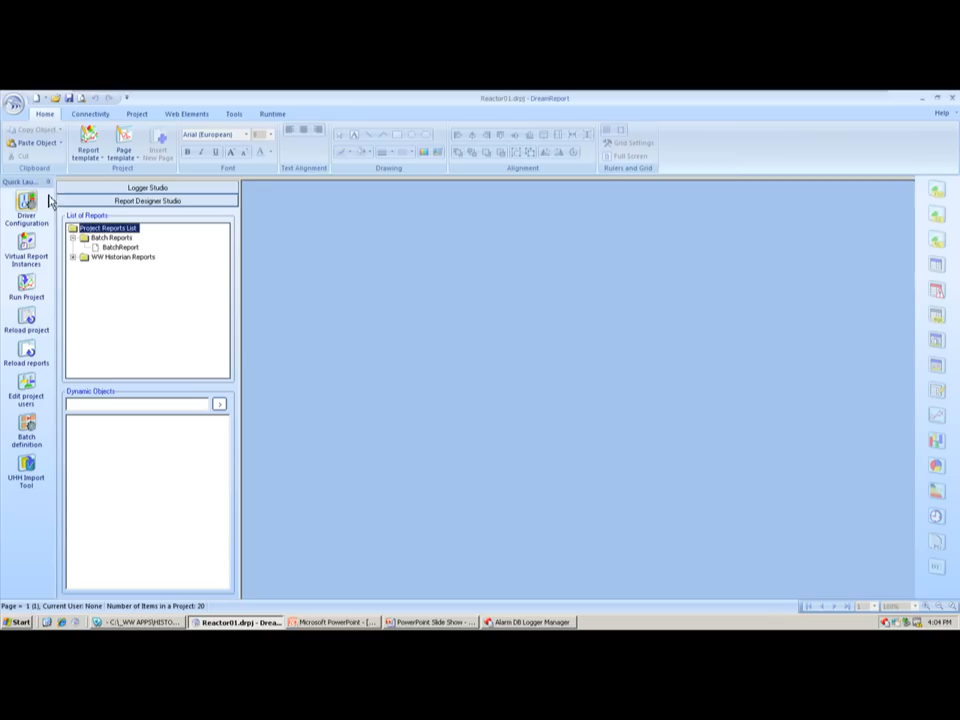 Reactor01.drpj - DreamReport
Home Connectivity Project Web Elements Tools Runtime Help
Copy Object
Paste Object
Cut
Report template
Page template
Insert New Page
Arial (European)
B I U A A A
Grid Settings
Full Screen
Clipboard Project Font Text Alignment Drawing Alignment Rulers and Grid
Quick Lau...
Driver Configuration
Virtual Report Instances
Run Project
Reload project
Reload reports
Edit project users
Batch definition
UHH Import Tool
Logger Studio
Report Designer Studio
List of Reports
Project Reports List
Batch Reports
BatchReport
WW Historian Reports
Dynamic Objects
>
Page = 1 (1), Current User: None Number of Items in a Project: 20
1 100%
Start - C:\_WW APPS\HISTO... Reactor01.drpj - Drea... Microsoft PowerPoint - [... PowerPoint Slide Show - ... Alarm DB Logger Manager 4:04 PM